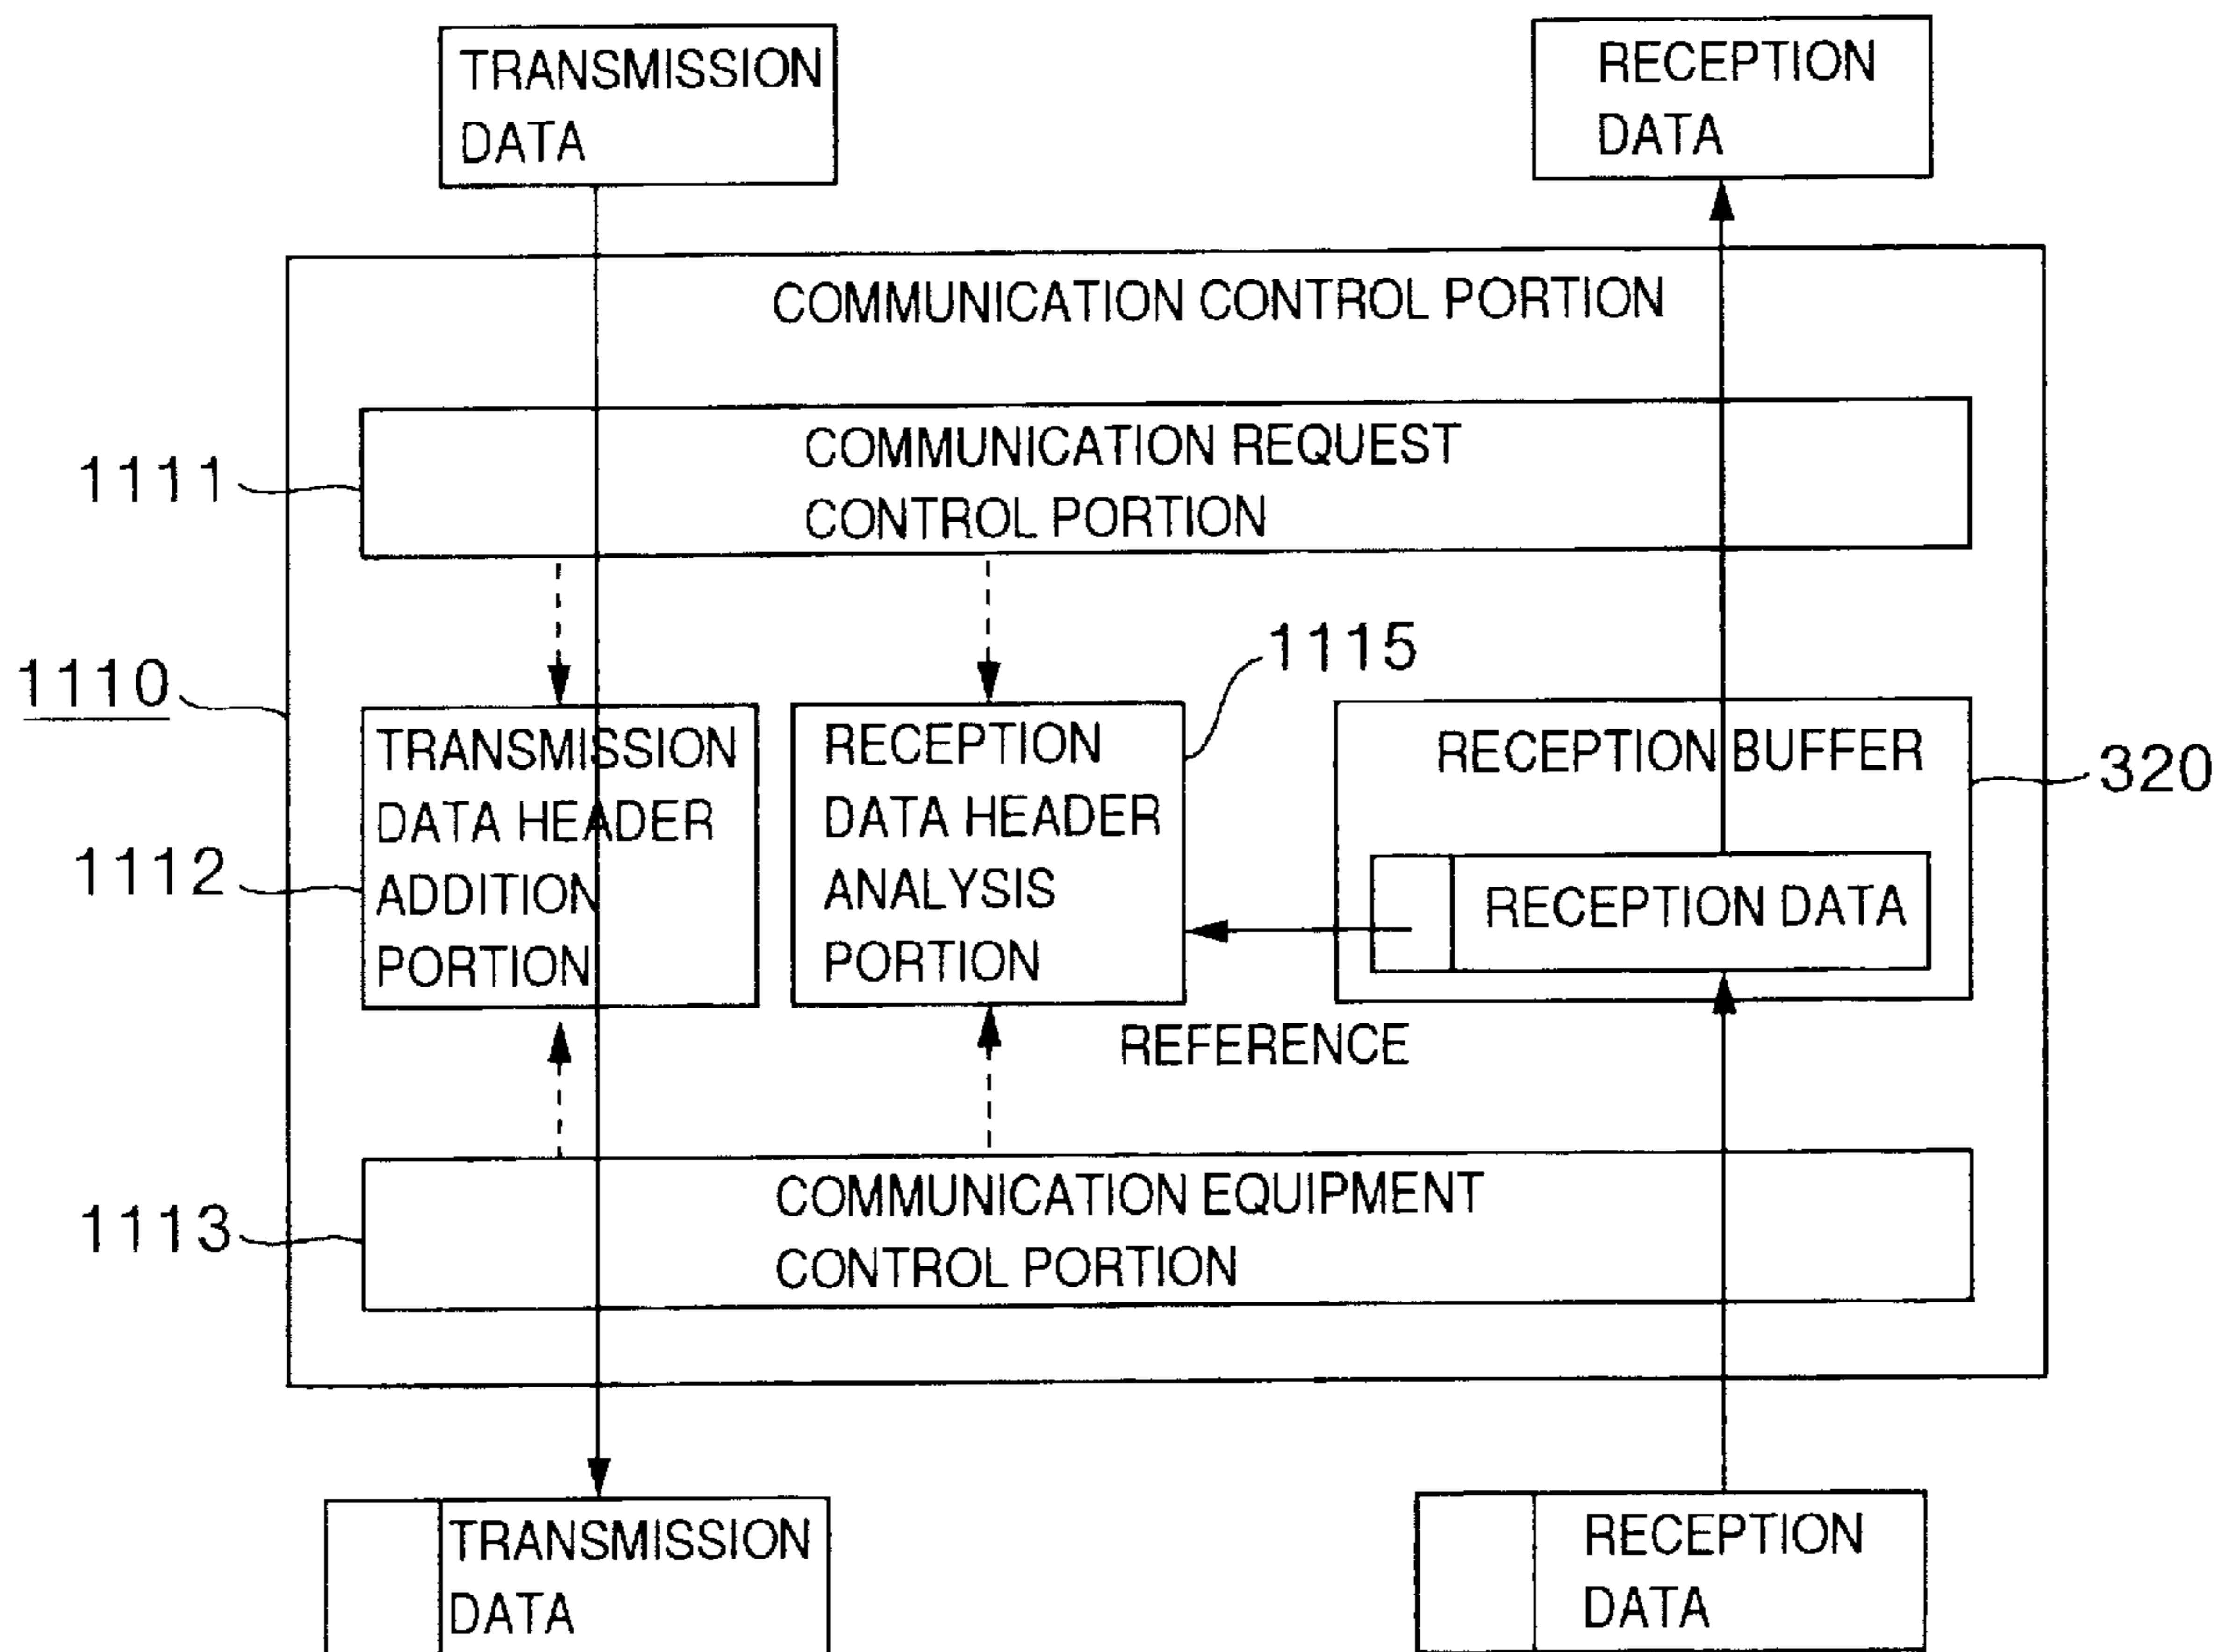 TRANSMISSION
DATA
RECEPTION
DATA
COMMUNICATION CONTROL PORTION
1111
COMMUNICATION REQUEST
CONTROL PORTION
1110
1115
TRANSMISSION
DATA HEADER
ADDITION
PORTION
1112
RECEPTION
DATA HEADER
ANALYSIS
PORTION
RECEPTION BUFFER
320
RECEPTION DATA
REFERENCE
1113
COMMUNICATION EQUIPMENT
CONTROL PORTION
TRANSMISSION
DATA
RECEPTION
DATA